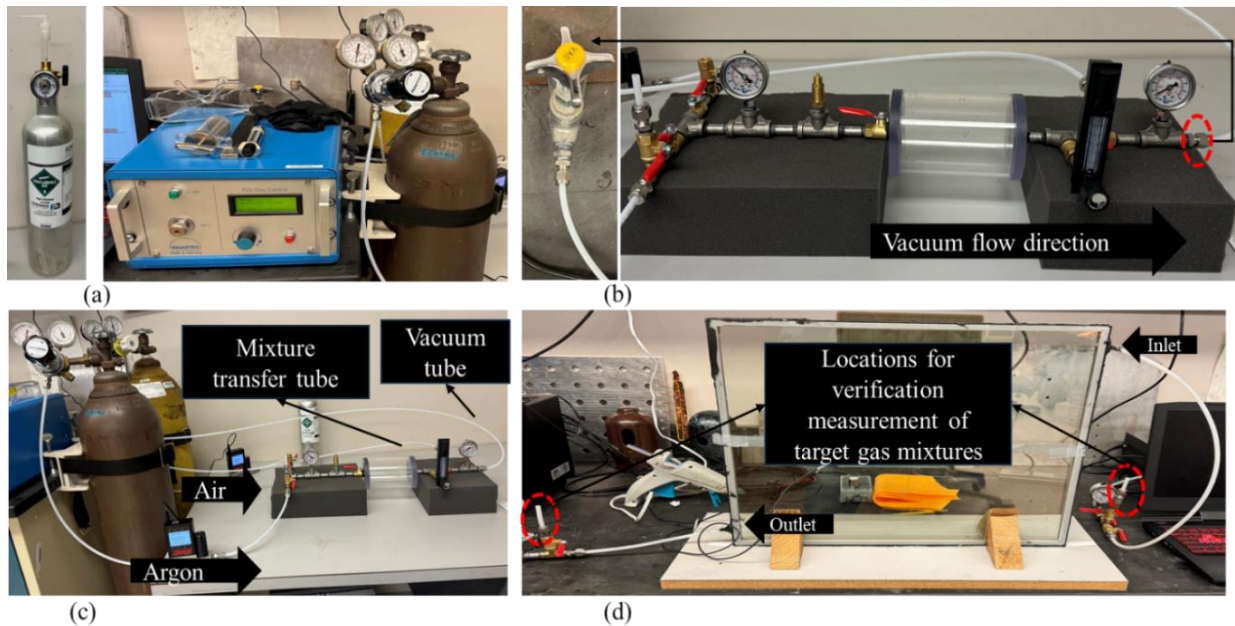 (a)
VAC
Vacuum flow direction
(b)
Mixture
transfer tube
Vacuum
tube
Air
Argon
(c)
Locations for
verification
measurement of
target gas mixtures
Inlet
Outlet
(d)